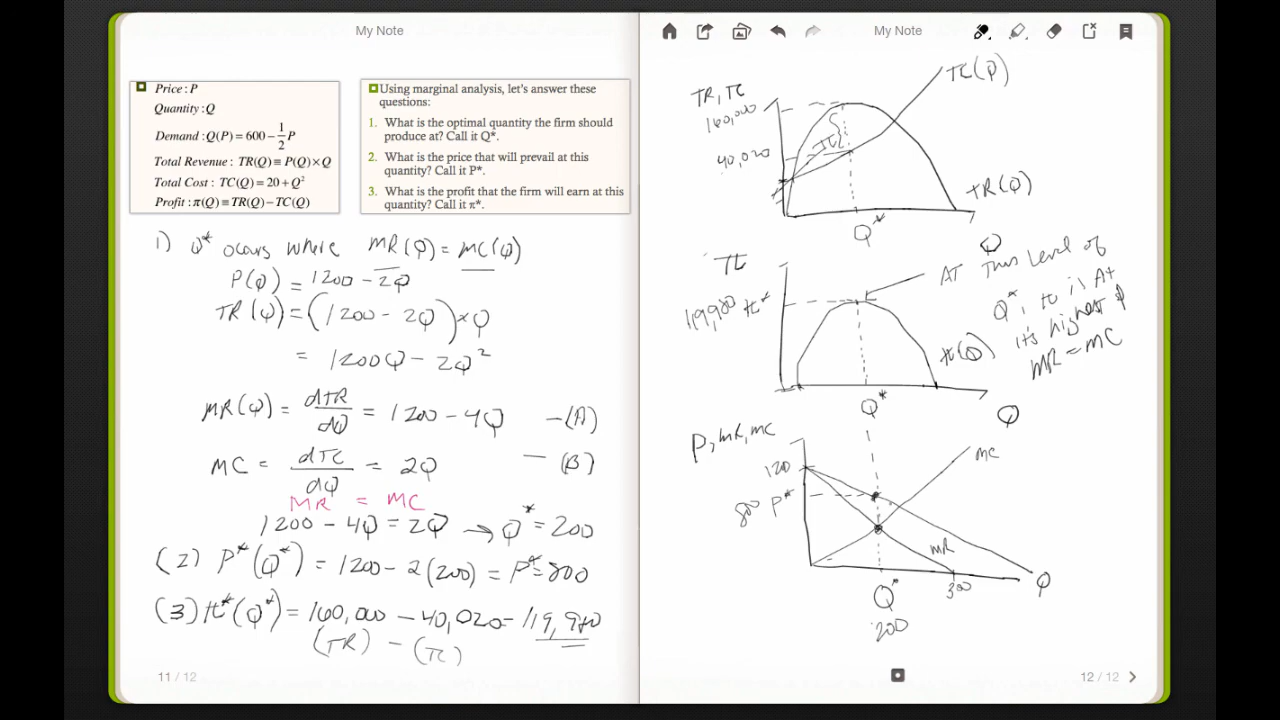 My Note
Price : P
Quantity : Q
Demand : Q(P) = 600 − 1/2 P
Total Revenue : TR(Q) ≡ P(Q) × Q
Total Cost : TC(Q) = 20 + Q²
Profit : π(Q) ≡ TR(Q) − TC(Q)
Using marginal analysis, let's answer these
questions:
1. What is the optimal quantity the firm should
produce at? Call it Q*.
2. What is the price that will prevail at this
quantity? Call it P*.
3. What is the profit that the firm will earn at this
quantity? Call it π*.
1) Q* occurs where MR(Q) = MC(Q)
P(Q) = 1200 − 2Q
TR(Q) = (1200 − 2Q) × Q
= 1200Q − 2Q²
MR(Q) = dTR/dQ = 1200 − 4Q — (A)
MC = dTC/dQ = 2Q — (B)
MR = MC
1200 − 4Q = 2Q → Q* = 200
(2) P*(Q*) = 1200 − 2(200) = P* = 800
(3) π*(Q*) = 160,000 − 40,020 = 119,980
(TR) − (TC)
11 / 12
My Note
TC(Q)
TR, TC
160,000
40,020
π
TR(Q)
Q*
Q
π
119,980 π*
AT this level of
Q*, π is At
it's highest &
MR = MC
π(Q)
Q*
Q
P, MR, MC
120
MC
800 P*
MR
300
Q
Q*
200
12 / 12